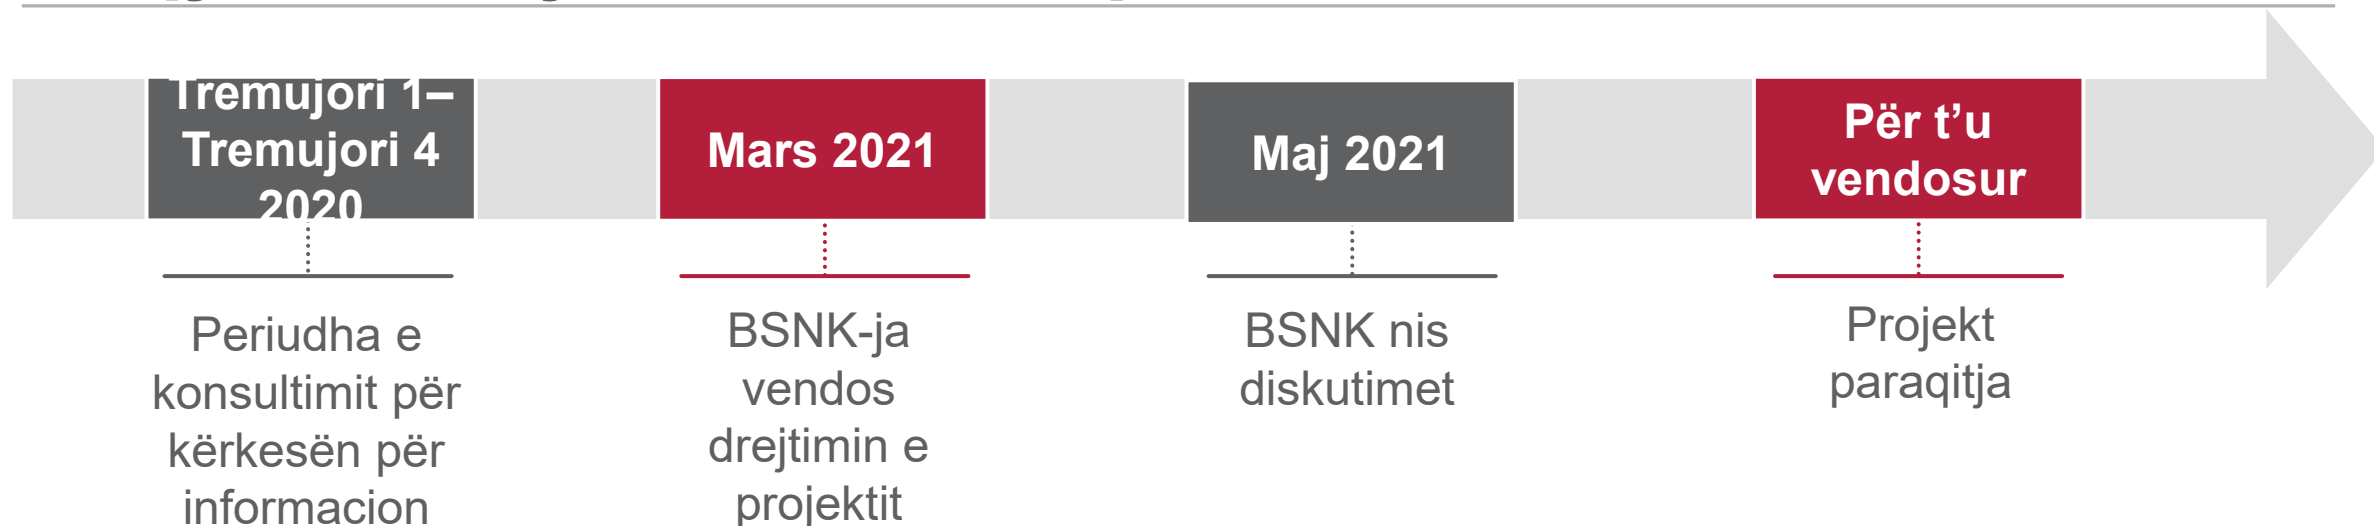 Tremujori 1–
Tremujori 4
2020
Mars 2021
Maj 2021
Për t’u
vendosur
Periudha e
konsultimit për
kërkesën për
informacion
BSNK-ja
vendos
drejtimin e
projektit
BSNK nis
diskutimet
Projekt
paraqitja